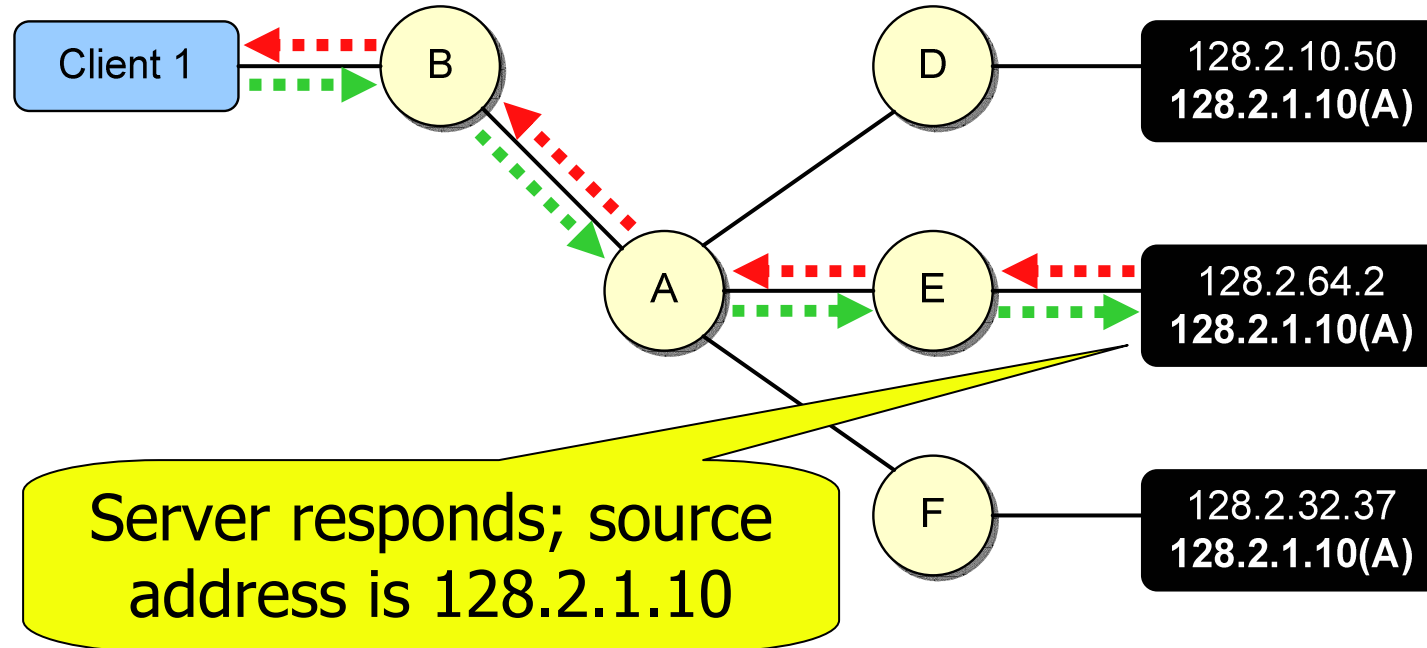 Client 1
B
D
128.2.10.50
128.2.1.10(A)
A
E
128.2.64.2
128.2.1.10(A)
Server responds; source
address is 128.2.1.10
F
128.2.32.37
128.2.1.10(A)